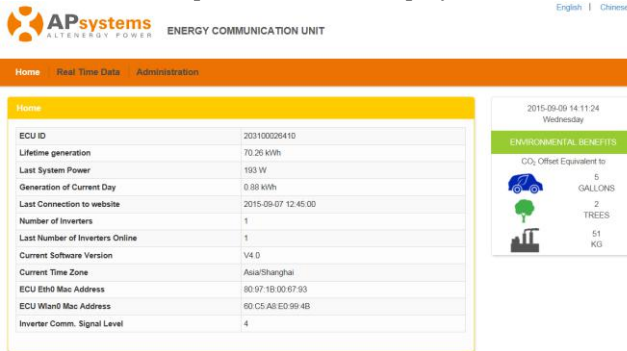 English | Chinese
APsystems
ALTENERGY POWER
ENERGY COMMUNICATION UNIT
Home Real Time Data Administration
Home
ECU ID 203100026410
Lifetime generation 70.26 kWh
Last System Power 193 W
Generation of Current Day 0.88 kWh
Last Connection to website 2015-09-07 12:45:00
Number of Inverters 1
Last Number of Inverters Online 1
Current Software Version V4.0
Current Time Zone Asia/Shanghai
ECU Eth0 Mac Address 80:97:1B:00:67:93
ECU Wlan0 Mac Address 60:C5:A8:E0:99:4B
Inverter Comm. Signal Level 4
2015-09-09 14:11:24
Wednesday
ENVIRONMENTAL BENEFITS
CO₂ Offset Equivalent to
5
GALLONS
2
TREES
51
KG